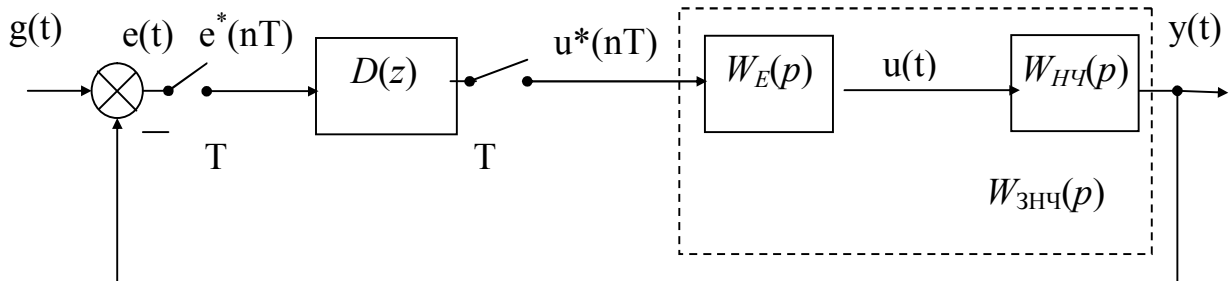 g(t)
e(t)
e*(nT)
D(z)
u*(nT)
W_E(p)
u(t)
W_НЧ(p)
y(t)
T
T
W_ЗНЧ(p)